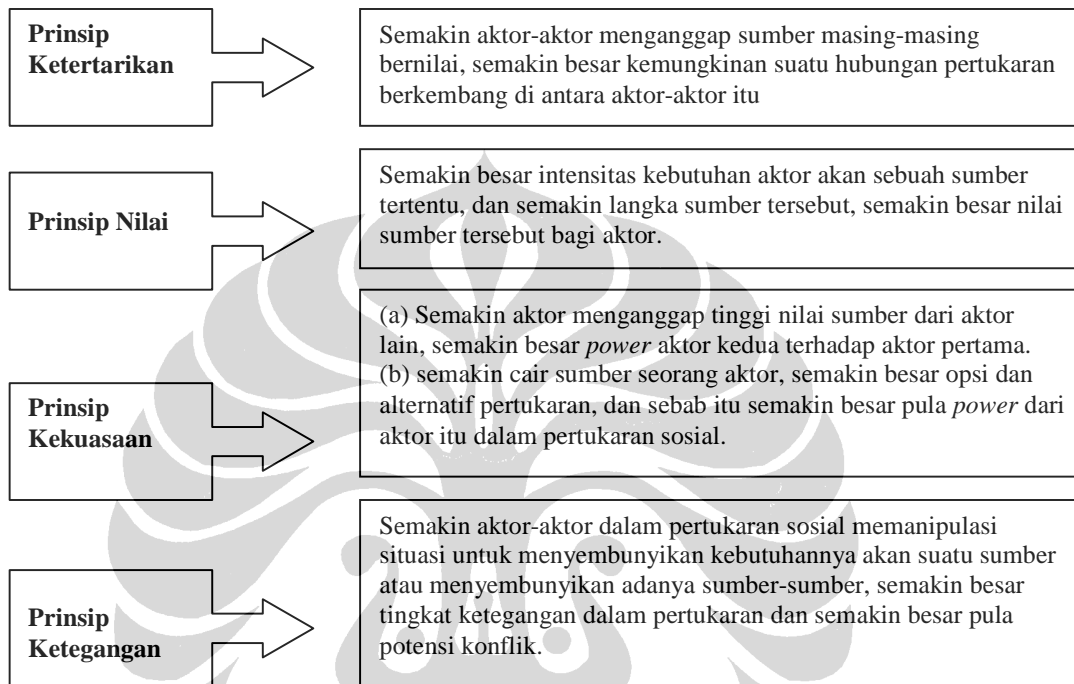 Prinsip
Ketertarikan
Semakin aktor-aktor menganggap sumber masing-masing
bernilai, semakin besar kemungkinan suatu hubungan pertukaran
berkembang di antara aktor-aktor itu
Prinsip Nilai
Semakin besar intensitas kebutuhan aktor akan sebuah sumber
tertentu, dan semakin langka sumber tersebut, semakin besar nilai
sumber tersebut bagi aktor.
Prinsip
Kekuasaan
(a) Semakin aktor menganggap tinggi nilai sumber dari aktor
lain, semakin besar power aktor kedua terhadap aktor pertama.
(b) semakin cair sumber seorang aktor, semakin besar opsi dan
alternatif pertukaran, dan sebab itu semakin besar pula power dari
aktor itu dalam pertukaran sosial.
Prinsip
Ketegangan
Semakin aktor-aktor dalam pertukaran sosial memanipulasi
situasi untuk menyembunyikan kebutuhannya akan suatu sumber
atau menyembunyikan adanya sumber-sumber, semakin besar
tingkat ketegangan dalam pertukaran dan semakin besar pula
potensi konflik.